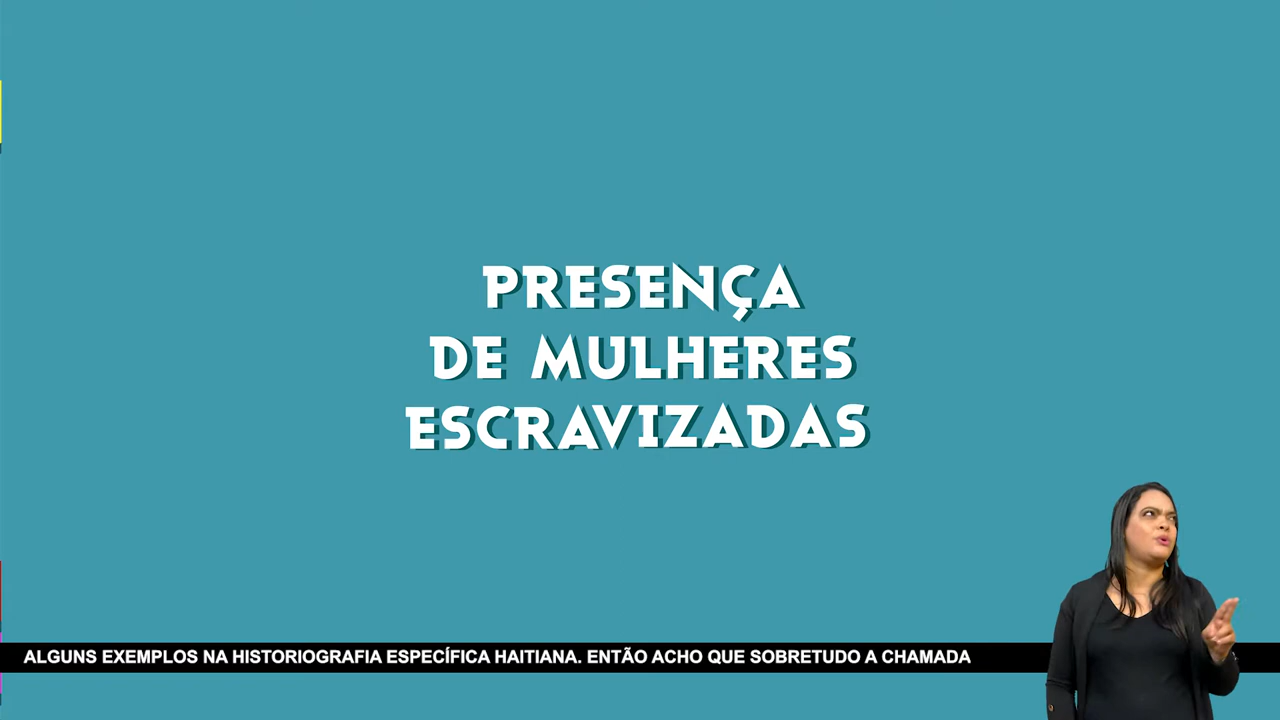 PRESENÇA
DE MULHERES
ESCRAVIZADAS
ALGUNS EXEMPLOS NA HISTORIOGRAFIA ESPECÍFICA HAITIANA. ENTÃO ACHO QUE SOBRETUDO A CHAMADA